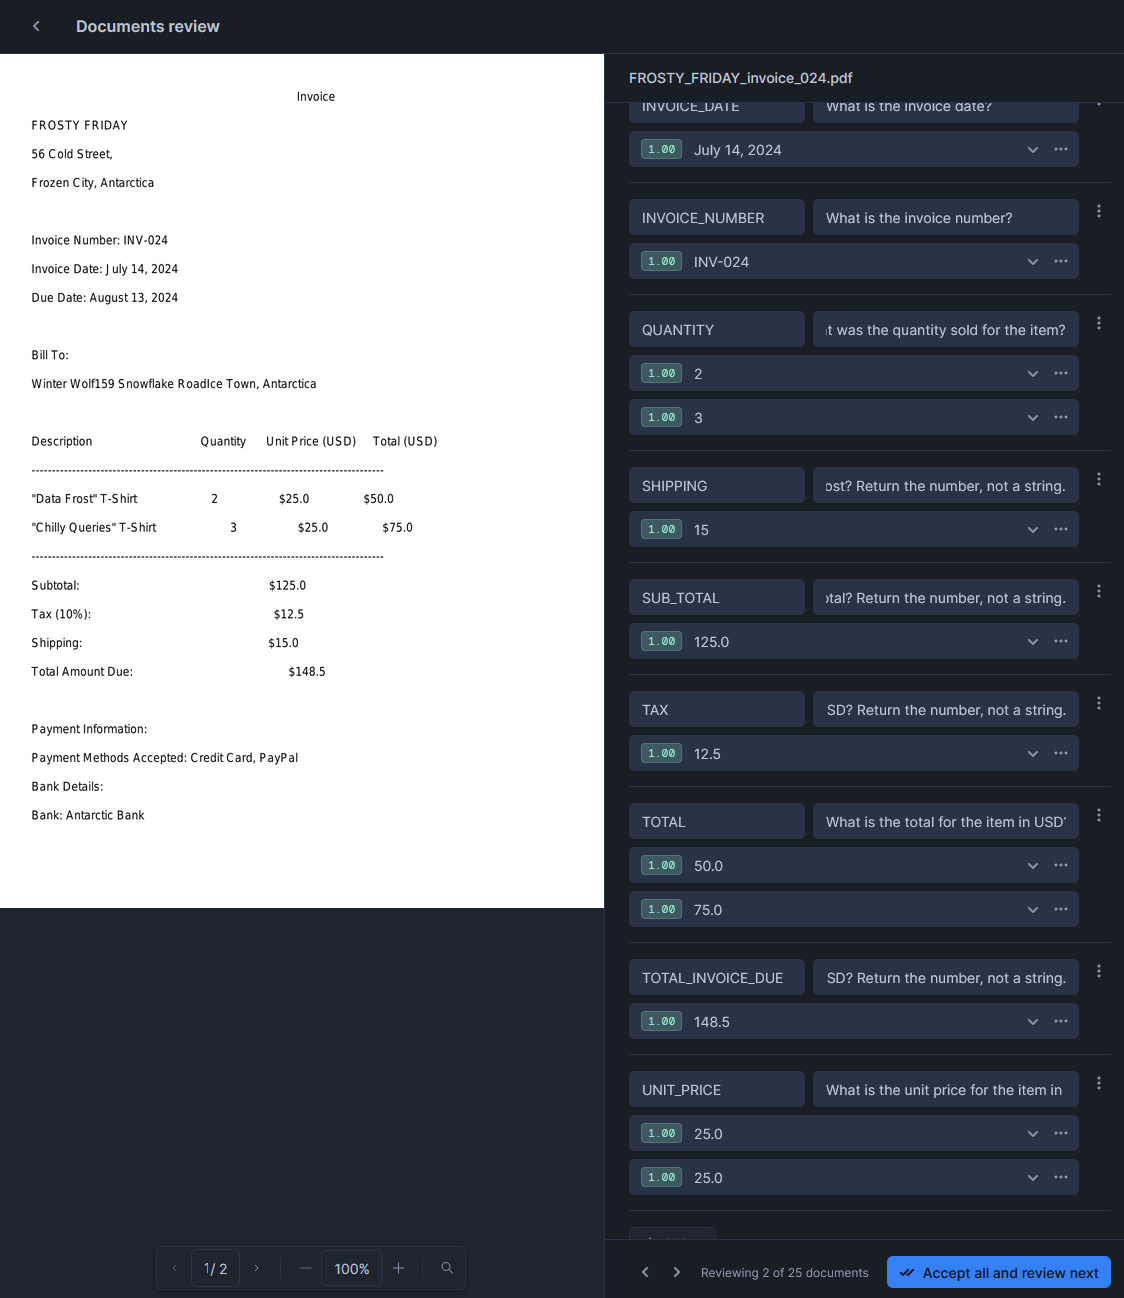 Documents review
Invoice
FROSTY FRIDAY
56 Cold Street,
Frozen City, Antarctica
Invoice Number: INV-024
Invoice Date: July 14, 2024
Due Date: August 13, 2024
Bill To:
Winter Wolf159 Snowflake RoadIce Town, Antarctica
Description Quantity Unit Price (USD) Total (USD)
----------------------------------------------------------------------------------------
"Data Frost" T-Shirt 2 $25.0 $50.0
"Chilly Queries" T-Shirt 3 $25.0 $75.0
----------------------------------------------------------------------------------------
Subtotal: $125.0
Tax (10%): $12.5
Shipping: $15.0
Total Amount Due: $148.5
Payment Information:
Payment Methods Accepted: Credit Card, PayPal
Bank Details:
Bank: Antarctic Bank
1/ 2
100%
FROSTY_FRIDAY_invoice_024.pdf
INVOICE_DATE What is the invoice date?
1.00 July 14, 2024
INVOICE_NUMBER What is the invoice number?
1.00 INV-024
QUANTITY t was the quantity sold for the item?
1.00 2
1.00 3
SHIPPING ost? Return the number, not a string.
1.00 15
SUB_TOTAL otal? Return the number, not a string.
1.00 125.0
TAX SD? Return the number, not a string.
1.00 12.5
TOTAL What is the total for the item in USD?
1.00 50.0
1.00 75.0
TOTAL_INVOICE_DUE SD? Return the number, not a string.
1.00 148.5
UNIT_PRICE What is the unit price for the item in
1.00 25.0
1.00 25.0
Reviewing 2 of 25 documents
Accept all and review next